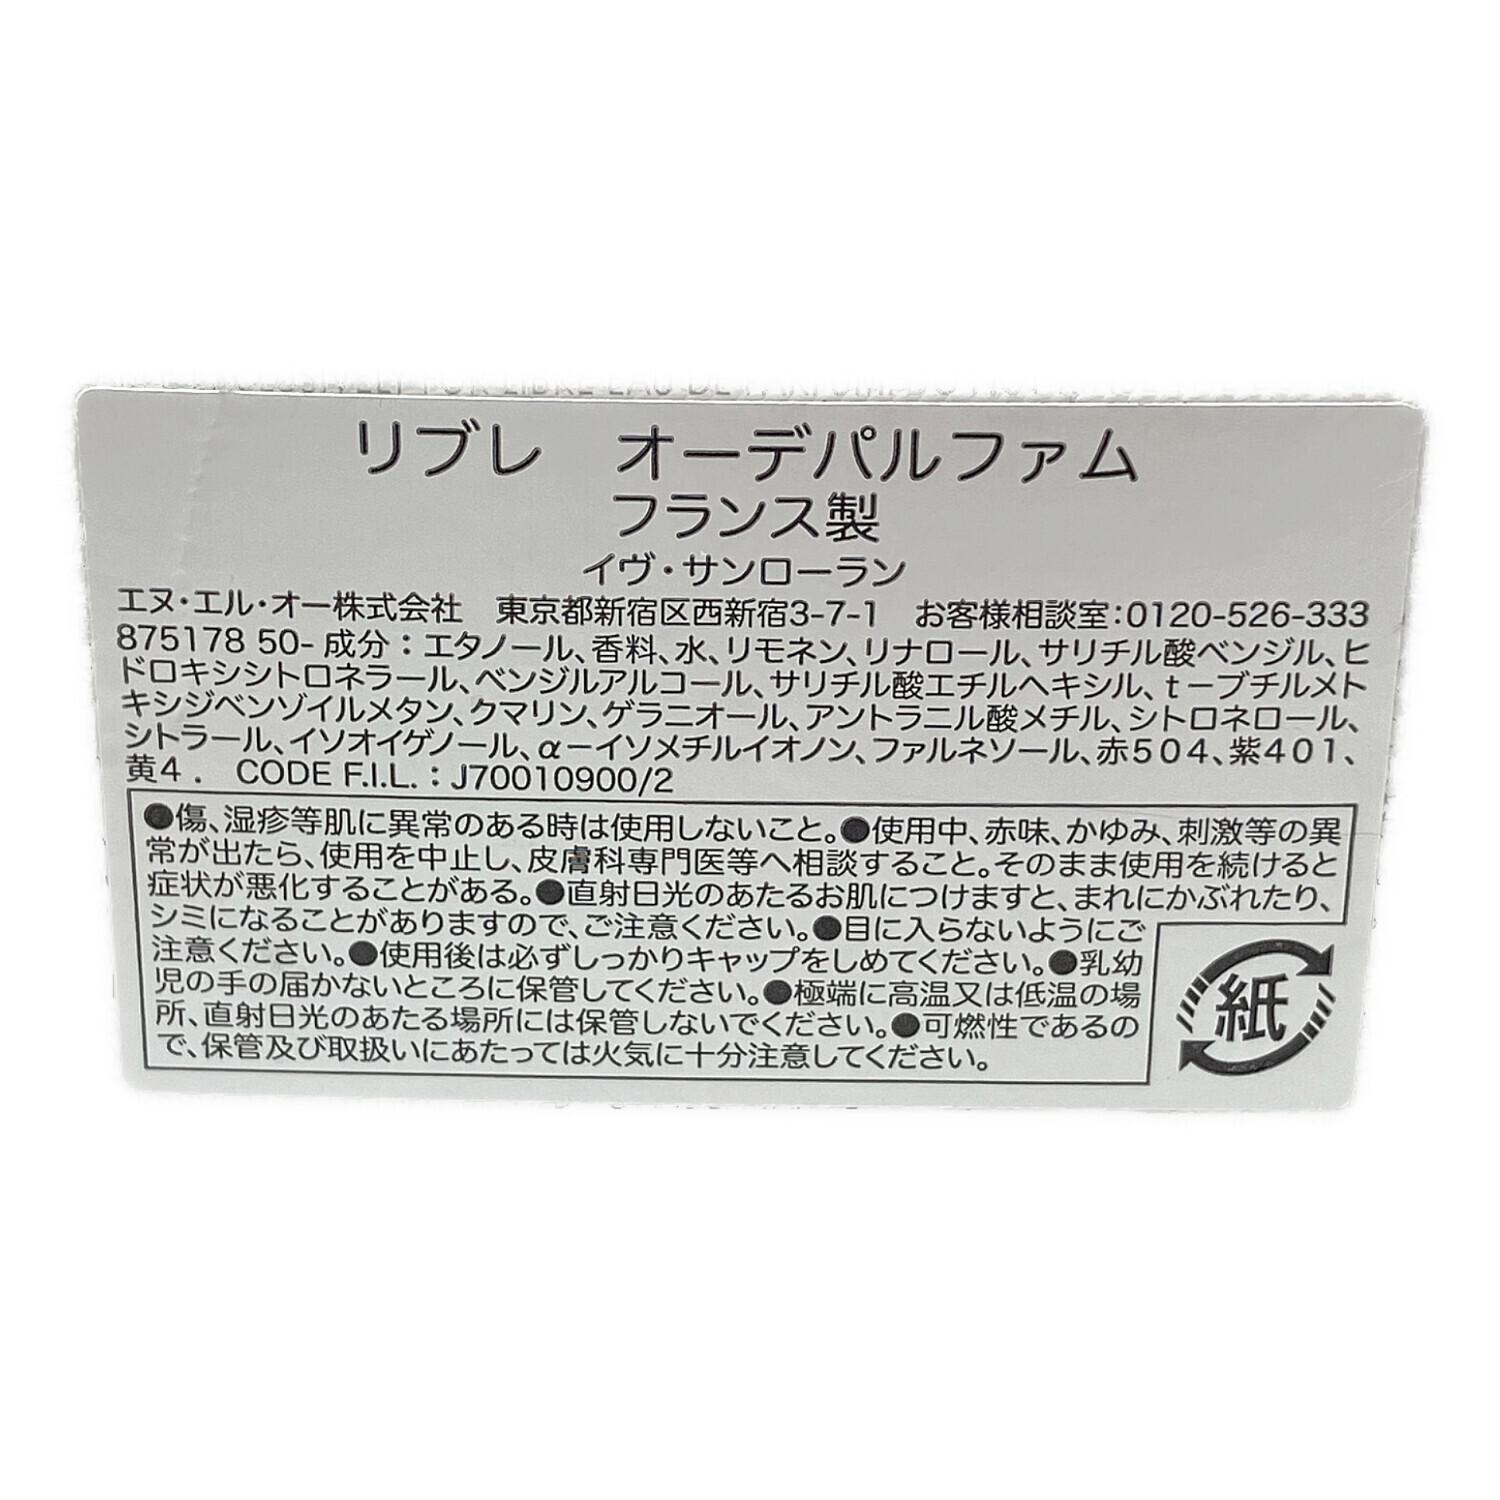 リブレ　オーデパルファム
フランス製
イヴ・サンローラン
エヌ・エル・オー株式会社　東京都新宿区西新宿3-7-1　お客様相談室：0120-526-333
875178 50- 成分：エタノール、香料、水、リモネン、リナロール、サリチル酸ベンジル、ヒ
ドロキシシトロネラール、ベンジルアルコール、サリチル酸エチルヘキシル、ｔ－ブチルメト
キシジベンゾイルメタン、クマリン、ゲラニオール、アントラニル酸メチル、シトロネロール、
シトラール、イソオイゲノール、α－イソメチルイオノン、ファルネソール、赤５０４、紫４０１、
黄４．　CODE F.I.L.：J70010900/2
●傷、湿疹等肌に異常のある時は使用しないこと。●使用中、赤味、かゆみ、刺激等の異
常が出たら、使用を中止し、皮膚科専門医等へ相談すること。そのまま使用を続けると
症状が悪化することがある。●直射日光のあたるお肌につけますと、まれにかぶれたり、
シミになることがありますので、ご注意ください。●目に入らないようにご
注意ください。●使用後は必ずしっかりキャップをしめてください。●乳幼
児の手の届かないところに保管してください。●極端に高温又は低温の場
所、直射日光のあたる場所には保管しないでください。●可燃性であるの
で、保管及び取扱いにあたっては火気に十分注意してください。
紙